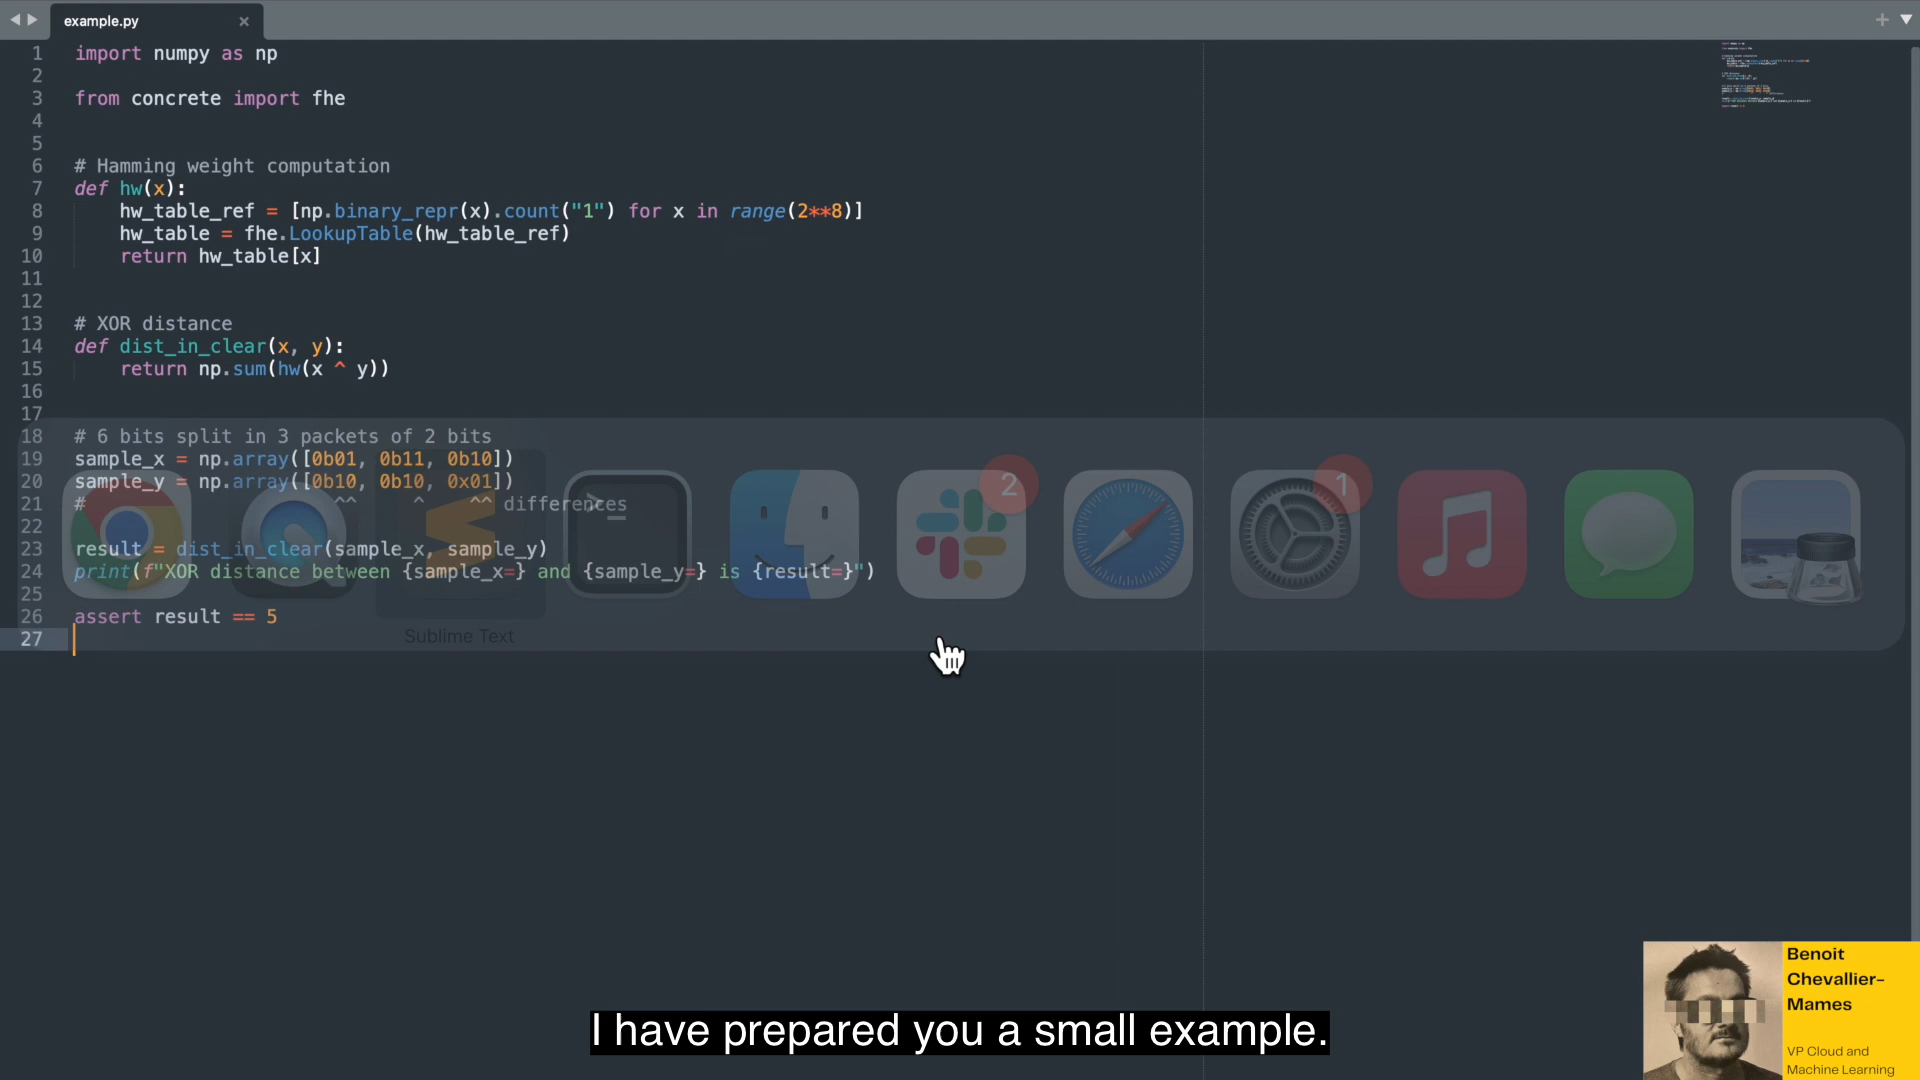 example.py
1 import numpy as np
2
3 from concrete import fhe
4
5
6 # Hamming weight computation
7 def hw(x):
8 hw_table_ref = [np.binary_repr(x).count("1") for x in range(2**8)]
9 hw_table = fhe.LookupTable(hw_table_ref)
10 return hw_table[x]
11
12
13 # XOR distance
14 def dist_in_clear(x, y):
15 return np.sum(hw(x ^ y))
16
17
18 # 6 bits split in 3 packets of 2 bits
19 sample_x = np.array([0b01, 0b11, 0b10])
20 sample_y = np.array([0b10, 0b10, 0x01])
21 # ^^ ^ ^^ differences
22
23 result = dist_in_clear(sample_x, sample_y)
24 print(f"XOR distance between {sample_x=} and {sample_y=} is {result=}")
25
26 assert result == 5
27
2
1
Sublime Text
I have prepared you a small example.
Benoit
Chevallier-
Mames
VP Cloud and
Machine Learning